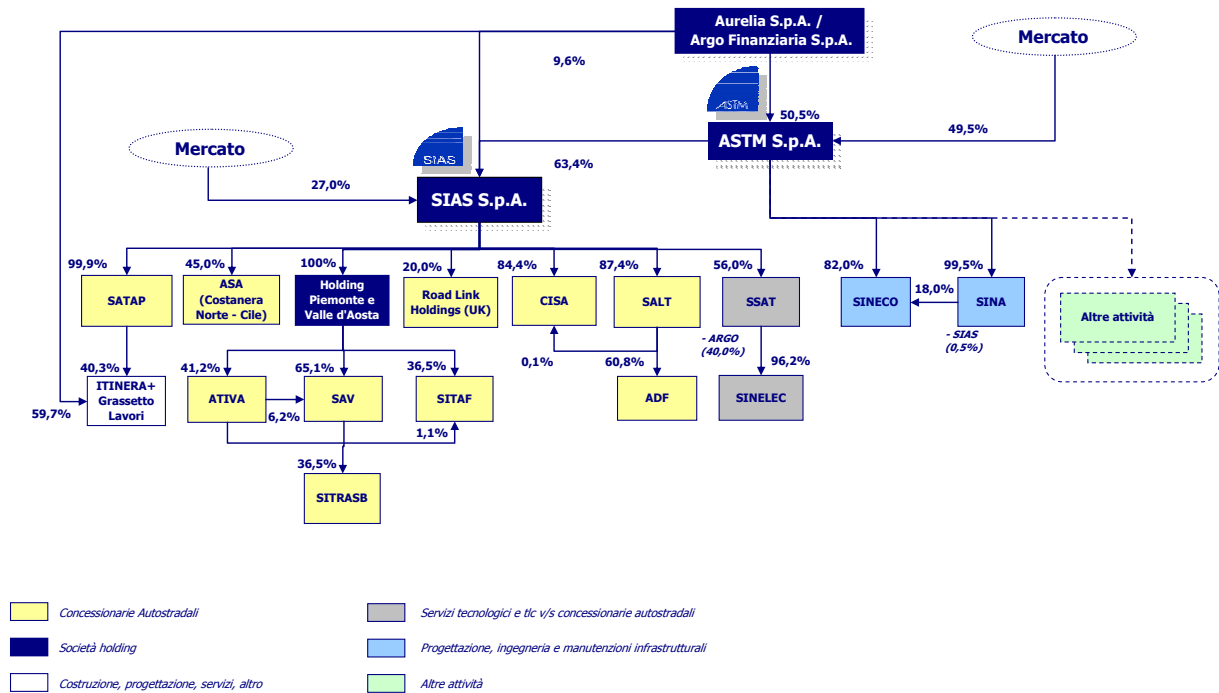 Aurelia S.p.A. /
Argo Finanziaria S.p.A.
Mercato
9,6%
ASTM
50,5%
49,5%
ASTM S.p.A.
Mercato
SIAS
63,4%
27,0%
SIAS S.p.A.
99,9%
45,0%
100%
20,0%
84,4%
87,4%
56,0%
82,0%
99,5%
SATAP
ASA
(Costanera
Norte - Cile)
Holding
Piemonte e
Valle d'Aosta
Road Link
Holdings (UK)
CISA
SALT
SSAT
SINECO
18,0%
SINA
Altre attività
- ARGO
(40,0%)
- SIAS
(0,5%)
40,3%
41,2%
65,1%
36,5%
0,1%
60,8%
96,2%
59,7%
ITINERA+
Grassetto
Lavori
ATIVA
6,2%
SAV
SITAF
1,1%
ADF
SINELEC
36,5%
SITRASB
Concessionarie Autostradali
Servizi tecnologici e tlc v/s concessionarie autostradali
Società holding
Progettazione, ingegneria e manutenzioni infrastrutturali
Costruzione, progettazione, servizi, altro
Altre attività